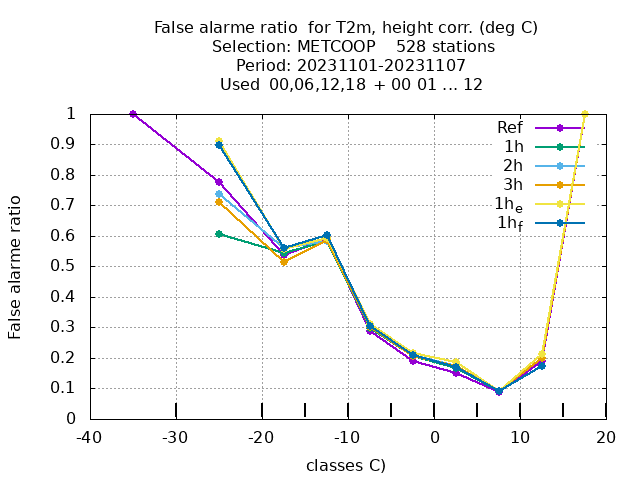 False alarme ratio  for T2m, height corr. (deg C)
Selection: METCOOP    528 stations
Period: 20231101-20231107
Used  00,06,12,18  + 00 01 ... 12
False alarme ratio
1
0.9
0.8
0.7
0.6
0.5
0.4
0.3
0.2
0.1
0
-40 -30 -20 -10 0 10 20
classes C)
Ref
1h
2h
3h
1he
1hf